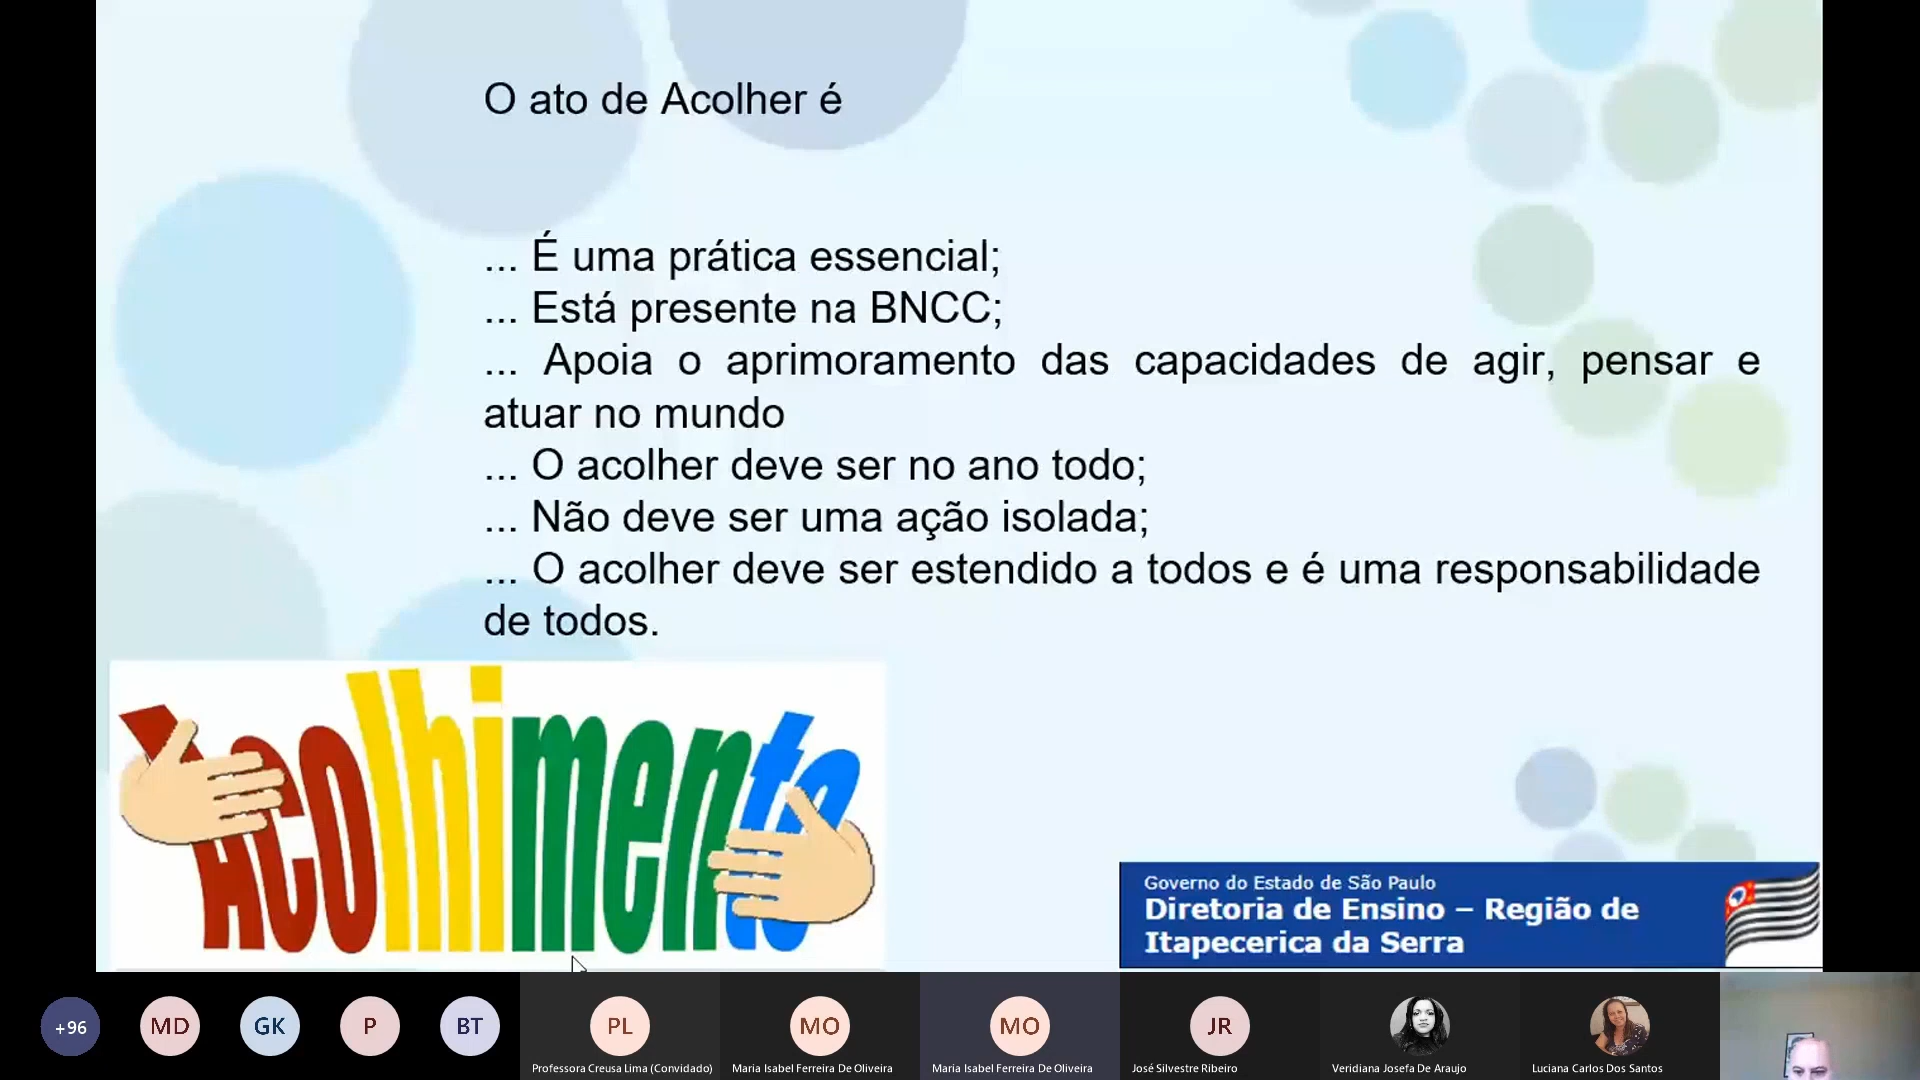 O ato de Acolher é
... É uma prática essencial;
... Está presente na BNCC;
... Apoia o aprimoramento das capacidades de agir, pensar e
atuar no mundo
... O acolher deve ser no ano todo;
... Não deve ser uma ação isolada;
... O acolher deve ser estendido a todos e é uma responsabilidade
de todos.
Acolhimento
Governo do Estado de São Paulo
Diretoria de Ensino – Região de
Itapecerica da Serra
+96
MD
GK
P
BT
PL
MO
MO
JR
Professora Creusa Lima (Convidado)
Maria Isabel Ferreira De Oliveira
Maria Isabel Ferreira De Oliveira
José Silvestre Ribeiro
Veridiana Josefa De Araujo
Luciana Carlos Dos Santos